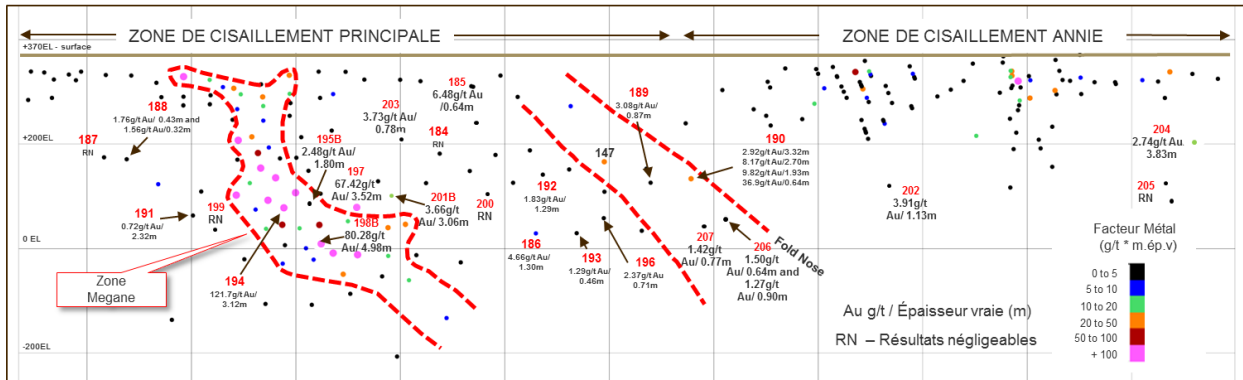 ZONE DE CISAILLEMENT PRINCIPALE
ZONE DE CISAILLEMENT ANNIE
+370EL - surface
185
6.48g/t Au
/0.64m
189
3.08g/t Au/
0.87m
188
1.76g/t Au/ 0.43m and
1.56g/t Au/0.32m
203
3.73g/t Au/
0.78m
187
RN
184
RN
195B
2.48g/t Au/
1.80m
147
190
2.92g/t Au/3.32m
8.17g/t Au/2.70m
9.82g/t Au/1.93m
36.9g/t Au/0.64m
204
2.74g/t Au/
3.83m
+200EL
197
67.42g/t
Au/ 3.52m
201B
3.66g/t
Au/ 3.06m
200
RN
192
1.83g/t Au/
1.29m
202
3.91g/t
Au/ 1.13m
205
RN
191
0.72g/t Au/
2.32m
199
RN
198B
80.28g/t
Au/ 4.98m
186
4.66g/t Au/
1.30m
193
1.29g/t Au/
0.46m
196
2.37g/t Au/
0.71m
207
1.42g/t
Au/ 0.77m
206
1.50g/t
Au/ 0.64m and
1.27g/t
Au/ 0.90m
Fold Nose
0 EL
Zone
Megane
194
121.7g/t Au/
3.12m
Facteur Métal
(g/t * m.ép.v)
0 to 5
5 to 10
10 to 20
20 to 50
50 to 100
+ 100
Au g/t / Épaisseur vraie (m)
RN – Résultats négligeables
-200EL